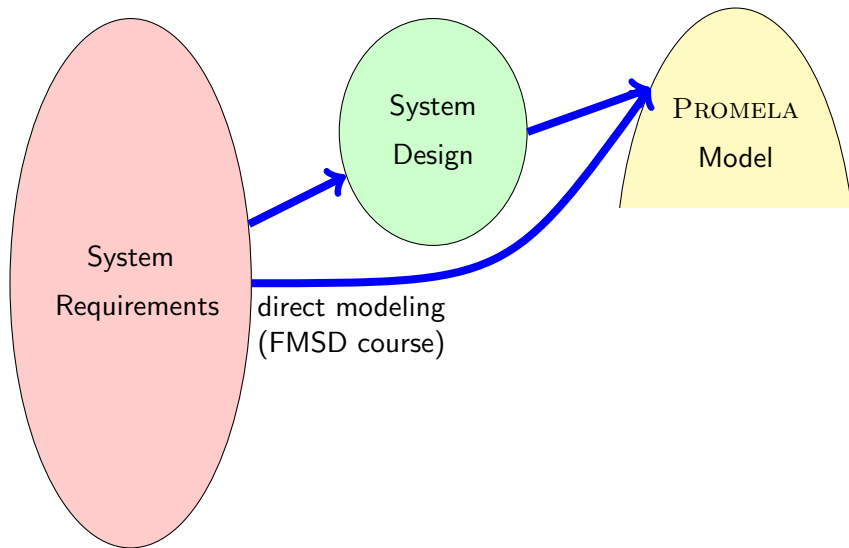 System
Design
PROMELA
Model
System
Requirements
direct modeling
(FMSD course)